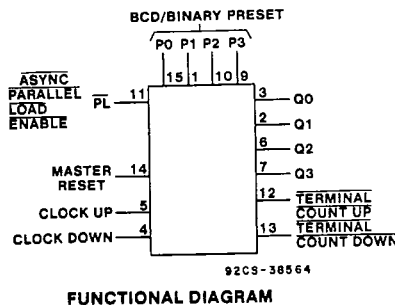 BCD/BINARY PRESET
P0 P1 P2 P3
15 1 10 9
ASYNC
PARALLEL
LOAD
ENABLE
11
PL
3 Q0
2 Q1
6 Q2
7 Q3
MASTER
RESET
14
12 TERMINAL
COUNT UP
CLOCK UP 5
CLOCK DOWN 4
13 TERMINAL
COUNT DOWN
92CS-38564
FUNCTIONAL DIAGRAM